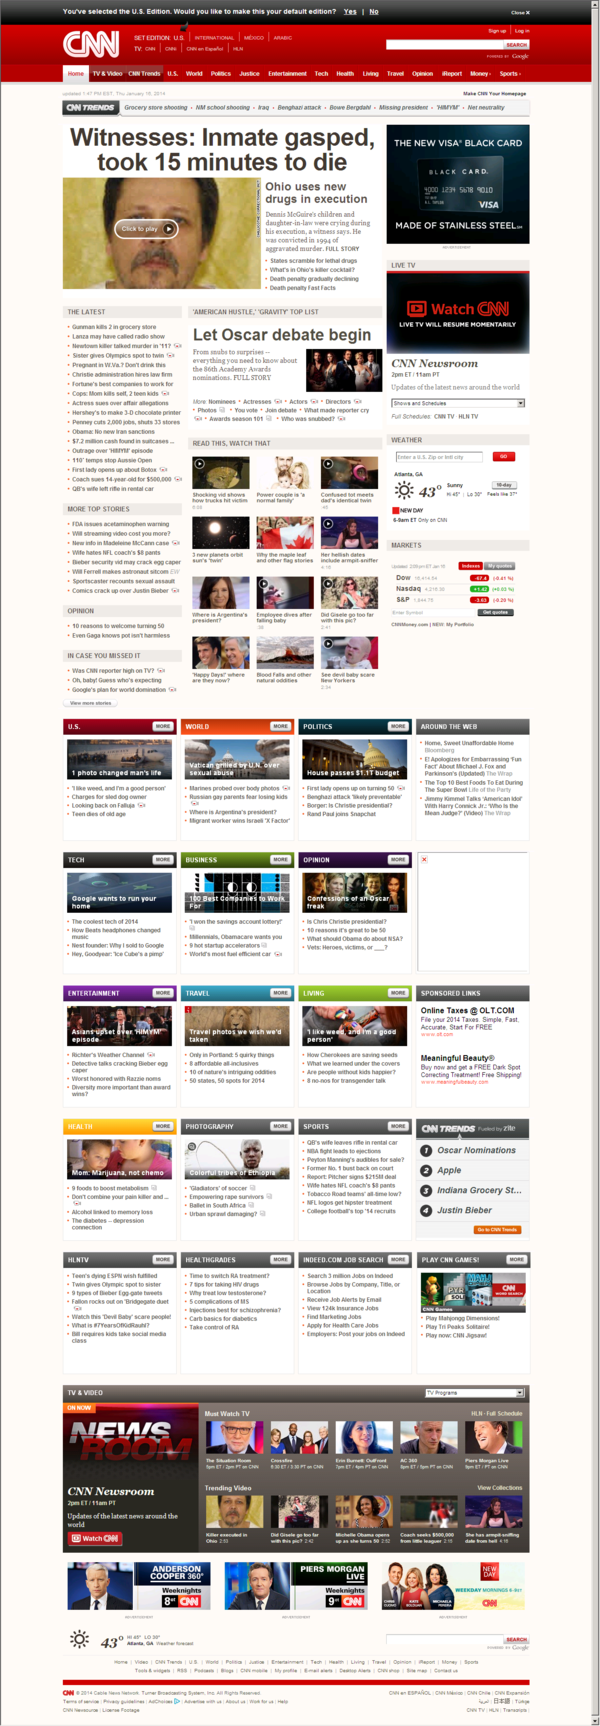 You've selected the U.S. Edition. Would you like to make this your default edition? Yes | No
Close
CNN
SET EDITION: U.S. INTERNATIONAL MÉXICO ARABIC
TV: CNN CNNi CNN en Español HLN
Sign up Log in
SEARCH
POWERED BY Google
Home TV & Video CNN Trends U.S. World Politics Justice Entertainment Tech Health Living Travel Opinion iReport Money Sports
Make CNN Your Homepage
CNN TRENDS Grocery store shooting NM school shooting Iraq Benghazi attack Bowe Bergdahl Missing president 'HIMYM' Net neutrality
Witnesses: Inmate gasped,
took 15 minutes to die
Click to play
Ohio uses new
drugs in execution
Dennis McGuire's children and
daughter-in-law were crying during
his execution, a witness says. He
was convicted in 1994 of
aggravated murder. FULL STORY
States scramble for lethal drugs
What's in Ohio's killer cocktail?
Death penalty gradually declining
Death penalty Fast Facts
THE NEW VISA BLACK CARD
BLACK CARD.
VISA
MADE OF STAINLESS STEEL
ADVERTISEMENT
LIVE TV
Watch CNN
LIVE TV WILL RESUME MOMENTARILY
CNN Newsroom
2pm ET / 11am PT
Updates of the latest news around the world
Shows and Schedules
Full Schedules: CNN TV HLN TV
WEATHER
Enter a U.S. Zip or Intl city GO
Atlanta, GA
43° Sunny
Hi 45° Lo 30°
10-day
Feels like 37°
NEW DAY
6-9am ET Only on CNN
MARKETS
Indexes My quotes
Dow -67.4 (-0.41 %)
Nasdaq +1.42 (+0.03 %)
S&P -3.63 (-0.20 %)
Enter Symbol Get quotes
CNNMoney.com | NEW: My Portfolio
THE LATEST
Gunman kills 2 in grocery store
Lanza may have called radio show
Newtown killer talked murder in '11?
Sister gives Olympics spot to twin
Pregnant in W.Va.? Don't drink this
Christie administration hires law firm
Fortune's best companies to work for
Cops: Mom kills self, 2 teen kids
Actress sues over affair allegations
Hershey's to make 3-D chocolate printer
Penney cuts 2,000 jobs, shuts 33 stores
Obama: No new Iran sanctions
$7.2 million cash found in suitcases ...
Outrage over 'HIMYM' episode
110° temps stop Aussie Open
First lady opens up about Botox
Coach sues 14-year-old for $500,000
QB's wife left rifle in rental car
MORE TOP STORIES
FDA issues acetaminophen warning
Will streaming video cost you more?
New info in Madeleine McCann case
Wife hates NFL coach's $8 pants
Bieber security vid may crack egg caper
Will Ferrell makes astronaut sitcom EW
Sportscaster recounts sexual assault
Comics crack up over Justin Bieber
OPINION
10 reasons to welcome turning 50
Even Gaga knows pot isn't harmless
IN CASE YOU MISSED IT
Was CNN reporter high on TV?
Oh, baby! Guess who's expecting
Google's plan for world domination
View more stories
'AMERICAN HUSTLE,' 'GRAVITY' TOP LIST
Let Oscar debate begin
From snubs to surprises --
everything you need to know about
the 86th Academy Awards
nominations. FULL STORY
More: Nominees Actresses Actors Directors
Photos You vote Join debate What made reporter cry
Awards season 101 Who was snubbed?
READ THIS, WATCH THAT
Shocking vid shows how trucks hit victim
Power couple is 'a normal family'
Confused tot meets dad's identical twin
3 new planets orbit sun's 'twin'
Why the maple leaf and other flag stories
Her hellish dates include armpit-sniffer
Where is Argentina's president?
Employee dives after falling baby
Did Gisele go too far with this pic?
'Happy Days!' where are they now?
Blood Falls and other natural oddities
See devil baby scare New Yorkers
U.S. MORE
1 photo changed man's life
'I like weed, and I'm a good person'
Charges for sled dog owner
Looking back on Falluja
Teen dies of old age
WORLD MORE
Vatican grilled by U.N. over sexual abuse
Marines probed over body photos
Russian gay parents fear losing kids
Where is Argentina's president?
Migrant worker wins Israeli 'X Factor'
POLITICS MORE
House passes $1.1T budget
First lady opens up on turning 50
Benghazi attack 'likely preventable'
Borger: Is Christie presidential?
Rand Paul joins Snapchat
AROUND THE WEB
Home, Sweet Unaffordable Home Bloomberg
El Apologizes for Embarrassing 'Fun Fact' About Michael J. Fox and Parkinson's (Updated) The Wrap
The Top 10 Best Foods To Eat During The Super Bowl Life of the Party
Jimmy Kimmel Talks 'American Idol' With Harry Connick Jr.: 'Who Is the Mean Judge?' (Video) The Wrap
TECH MORE
Google wants to run your home
The coolest tech of 2014
How Beats headphones changed music
Nest founder: Why I sold to Google
Hey, Goodyear: 'Ice Cube's a pimp'
BUSINESS MORE
100 Best Companies to Work For
'I won the savings account lottery!'
Millennials, Obamacare wants you
9 hot startup accelerators
World's most fuel efficient car
OPINION MORE
Confessions of an Oscar freak
Is Chris Christie presidential?
10 reasons it's great to be 50
What should Obama do about NSA?
Vets: Heroes, victims, or ___?
ENTERTAINMENT MORE
Asians upset over 'HIMYM' episode
Richter's Weather Channel
Detective talks cracking Bieber egg caper
Worst honored with Razzie noms
Diversity more important than award wins?
TRAVEL MORE
Travel photos we wish we'd taken
Only in Portland: 5 quirky things
8 affordable all-inclusives
10 of nature's intriguing oddities
50 states, 50 spots for 2014
LIVING MORE
'I like weed, and I'm a good person'
How Cherokees are saving seeds
What we learned under the covers
Are people without kids happier?
8 no-nos for transgender talk
SPONSORED LINKS
Online Taxes @ OLT.COM
File your 2014 Taxes. Simple, Fast, Accurate, Start For FREE
www.olt.com
Meaningful Beauty®
Buy now and get a FREE Dark Spot Correcting Treatment! Free Shipping!
www.meaningfulbeauty.com
HEALTH MORE
Mom: Marijuana, not chemo
9 foods to boost metabolism
Don't combine your pain killer and ...
Alcohol linked to memory loss
The diabetes -- depression connection
PHOTOGRAPHY MORE
Colorful tribes of Ethiopia
'Gladiators' of soccer
Empowering rape survivors
Ballet in South Africa
Urban sprawl damaging?
SPORTS MORE
QB's wife leaves rifle in rental car
NBA fight leads to ejections
Peyton Manning's audibles for sale?
Former No. 1 bust back on court
Report: Pitcher signs $215M deal
Wife hates NFL coach's $8 pants
Tobacco Road teams' all-time low?
NFL logos get hipster treatment
College football's top '14 recruits
CNN TRENDS Fueled by zite
1 Oscar Nominations
2 Apple
3 Indiana Grocery St...
4 Justin Bieber
Go to CNN Trends
HLNTV MORE
Teen's dying ESPN wish fulfilled
Twin gives Olympic spot to sister
9 types of Bieber Egg-gate tweets
Fallon rocks out on 'Bridgegate duet'
Watch this 'Devil Baby' scare people!
What is #7YearsOfKidRauhl?
Bill requires kids take social media class
HEALTHGRADES MORE
Time to switch RA treatment?
7 tips for taking HIV drugs
Why treat low testosterone?
5 complications of MS
Injections best for schizophrenia?
Carb basics for diabetics
Take control of RA
INDEED.COM JOB SEARCH MORE
Search 3 million Jobs on Indeed
Browse Jobs by Company, Title, or Location
Receive Job Alerts by Email
View 124k Insurance Jobs
Find Marketing Jobs
Apply for Health Care Jobs
Employers: Post your jobs on Indeed
PLAY CNN GAMES! MORE
CNN Games
Play Mahjongg Dimensions!
Play Tri Peaks Solitaire!
Play now: CNN Jigsaw!
TV & VIDEO
TV Programs
ON NOW
NEWSROOM
CNN Newsroom
2pm ET / 11am PT
Updates of the latest news around the world
Watch CNN
Must Watch TV
HLN - Full Schedule
The Situation Room
5pm ET / 2pm PT on CNN
Crossfire
6:30 ET / 3:30 PT on CNN
Erin Burnett: OutFront
7pm ET / 4pm PT on CNN
AC 360
8pm ET / 5pm PT on CNN
Piers Morgan Live
9pm ET / 6pm PT on CNN
Trending Video
View Collections
Killer executed in Ohio 2:53
Did Gisele go too far with this pic? :42
Michelle Obama opens up as she turns 50 2:52
Coach seeks $500,000 from little leaguer 2:15
She has armpit-sniffing date from hell 4:15
ANDERSON COOPER 360° Weeknights 8ET CNN
PIERS MORGAN LIVE Weeknights 9ET CNN
NEW DAY
CHRIS CUOMO KATE BOLDUAN MICHAELA PEREIRA
WEEKDAY MORNINGS 6-9ET CNN
43° HI 45° LO 30°
Atlanta, GA Weather forecast
SEARCH
POWERED BY Google
Home | Video | CNN Trends | U.S. | World | Politics | Justice | Entertainment | Tech | Health | Living | Travel | Opinion | iReport | Money | Sports
Tools & widgets | RSS | Podcasts | Blogs | CNN mobile | My profile | E-mail alerts | Desktop Alerts | CNN shop | Site map | Contact us
CNN © 2014 Cable News Network. Turner Broadcasting System, Inc. All Rights Reserved.
Terms of service | Privacy guidelines | AdChoices | Advertise with us | About us | Work for us | Help
CNN Newsource | License Footage
CNN en ESPAÑOL | CNN México | CNN Chile | CNN Expansión
العربية | 日本語 | Türkçe
CNN TV | HLN | Transcripts